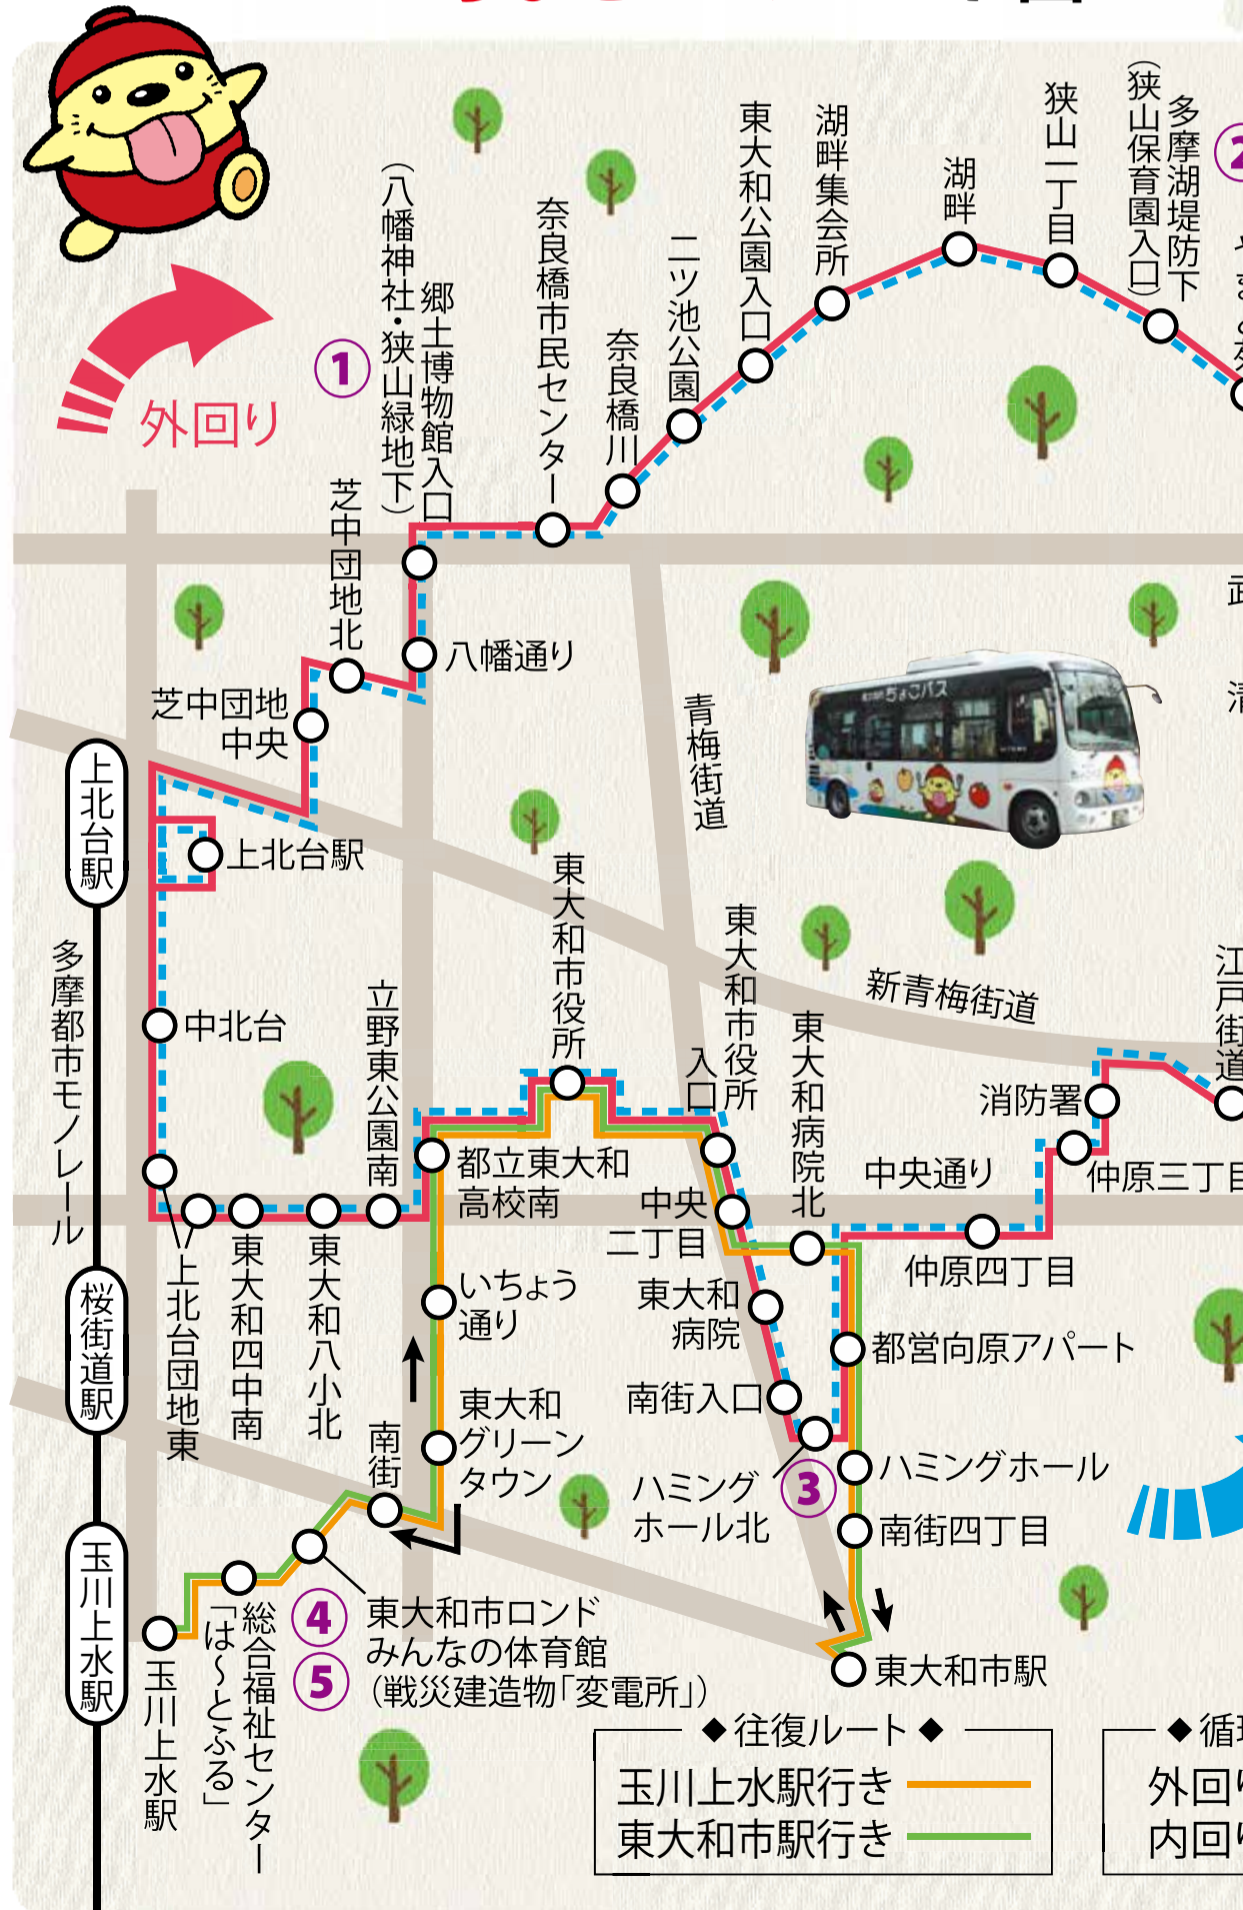 外回り
①
郷土博物館入口
（八幡神社・狭山緑地下）
奈良橋市民センター
奈良橋川
二ツ池公園
東大和公園入口
湖畔集会所
湖畔
狭山一丁目
多摩湖堤防下
（狭山保育園入口）
②
芝中団地北
八幡通り
芝中団地
中央
青梅街道
ちょこバス
上北台駅
上北台駅
多摩都市モノレール
中北台
立野東公園南
東大和市役所
東大和市役所
入口
東大和病院北
新青梅街道
江戸街道
消防署
仲原三丁目
中央通り
仲原四丁目
都立東大和
高校南
中央
二丁目
東大和
病院
南街入口
ハミング
ホール北
③
都営向原アパート
ハミングホール
南街四丁目
東大和市駅
いちょう
通り
東大和
グリーン
タウン
南街
上北台団地東
東大和四中南
東大和八小北
桜街道駅
玉川上水駅
玉川上水駅
総合福祉センター
「は～とふる」
④
⑤
東大和市ロンド
みんなの体育館
（戦災建造物「変電所」）
◆往復ルート◆
玉川上水駅行き
東大和市駅行き
◆循
外回
内回